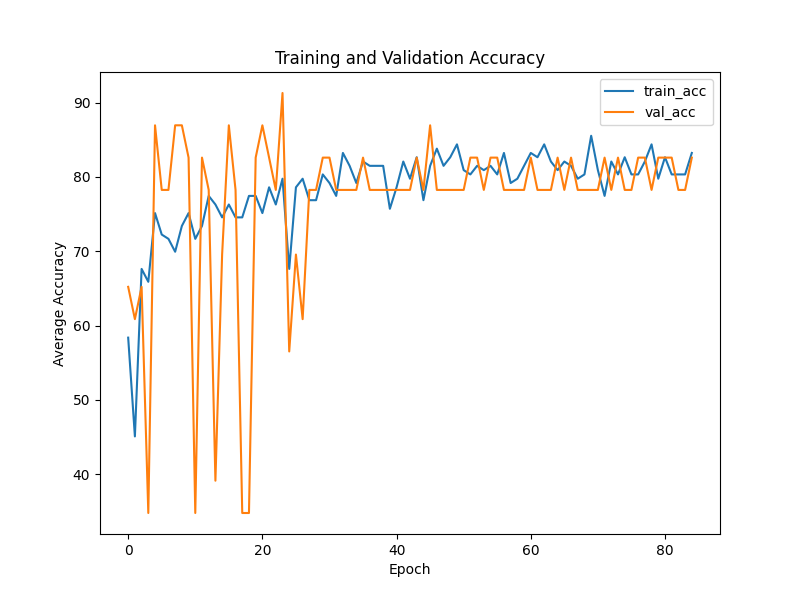 Training and Validation Accuracy
train_acc
val_acc
90
80
70
60
50
40
Average Accuracy
0 20 40 60 80
Epoch